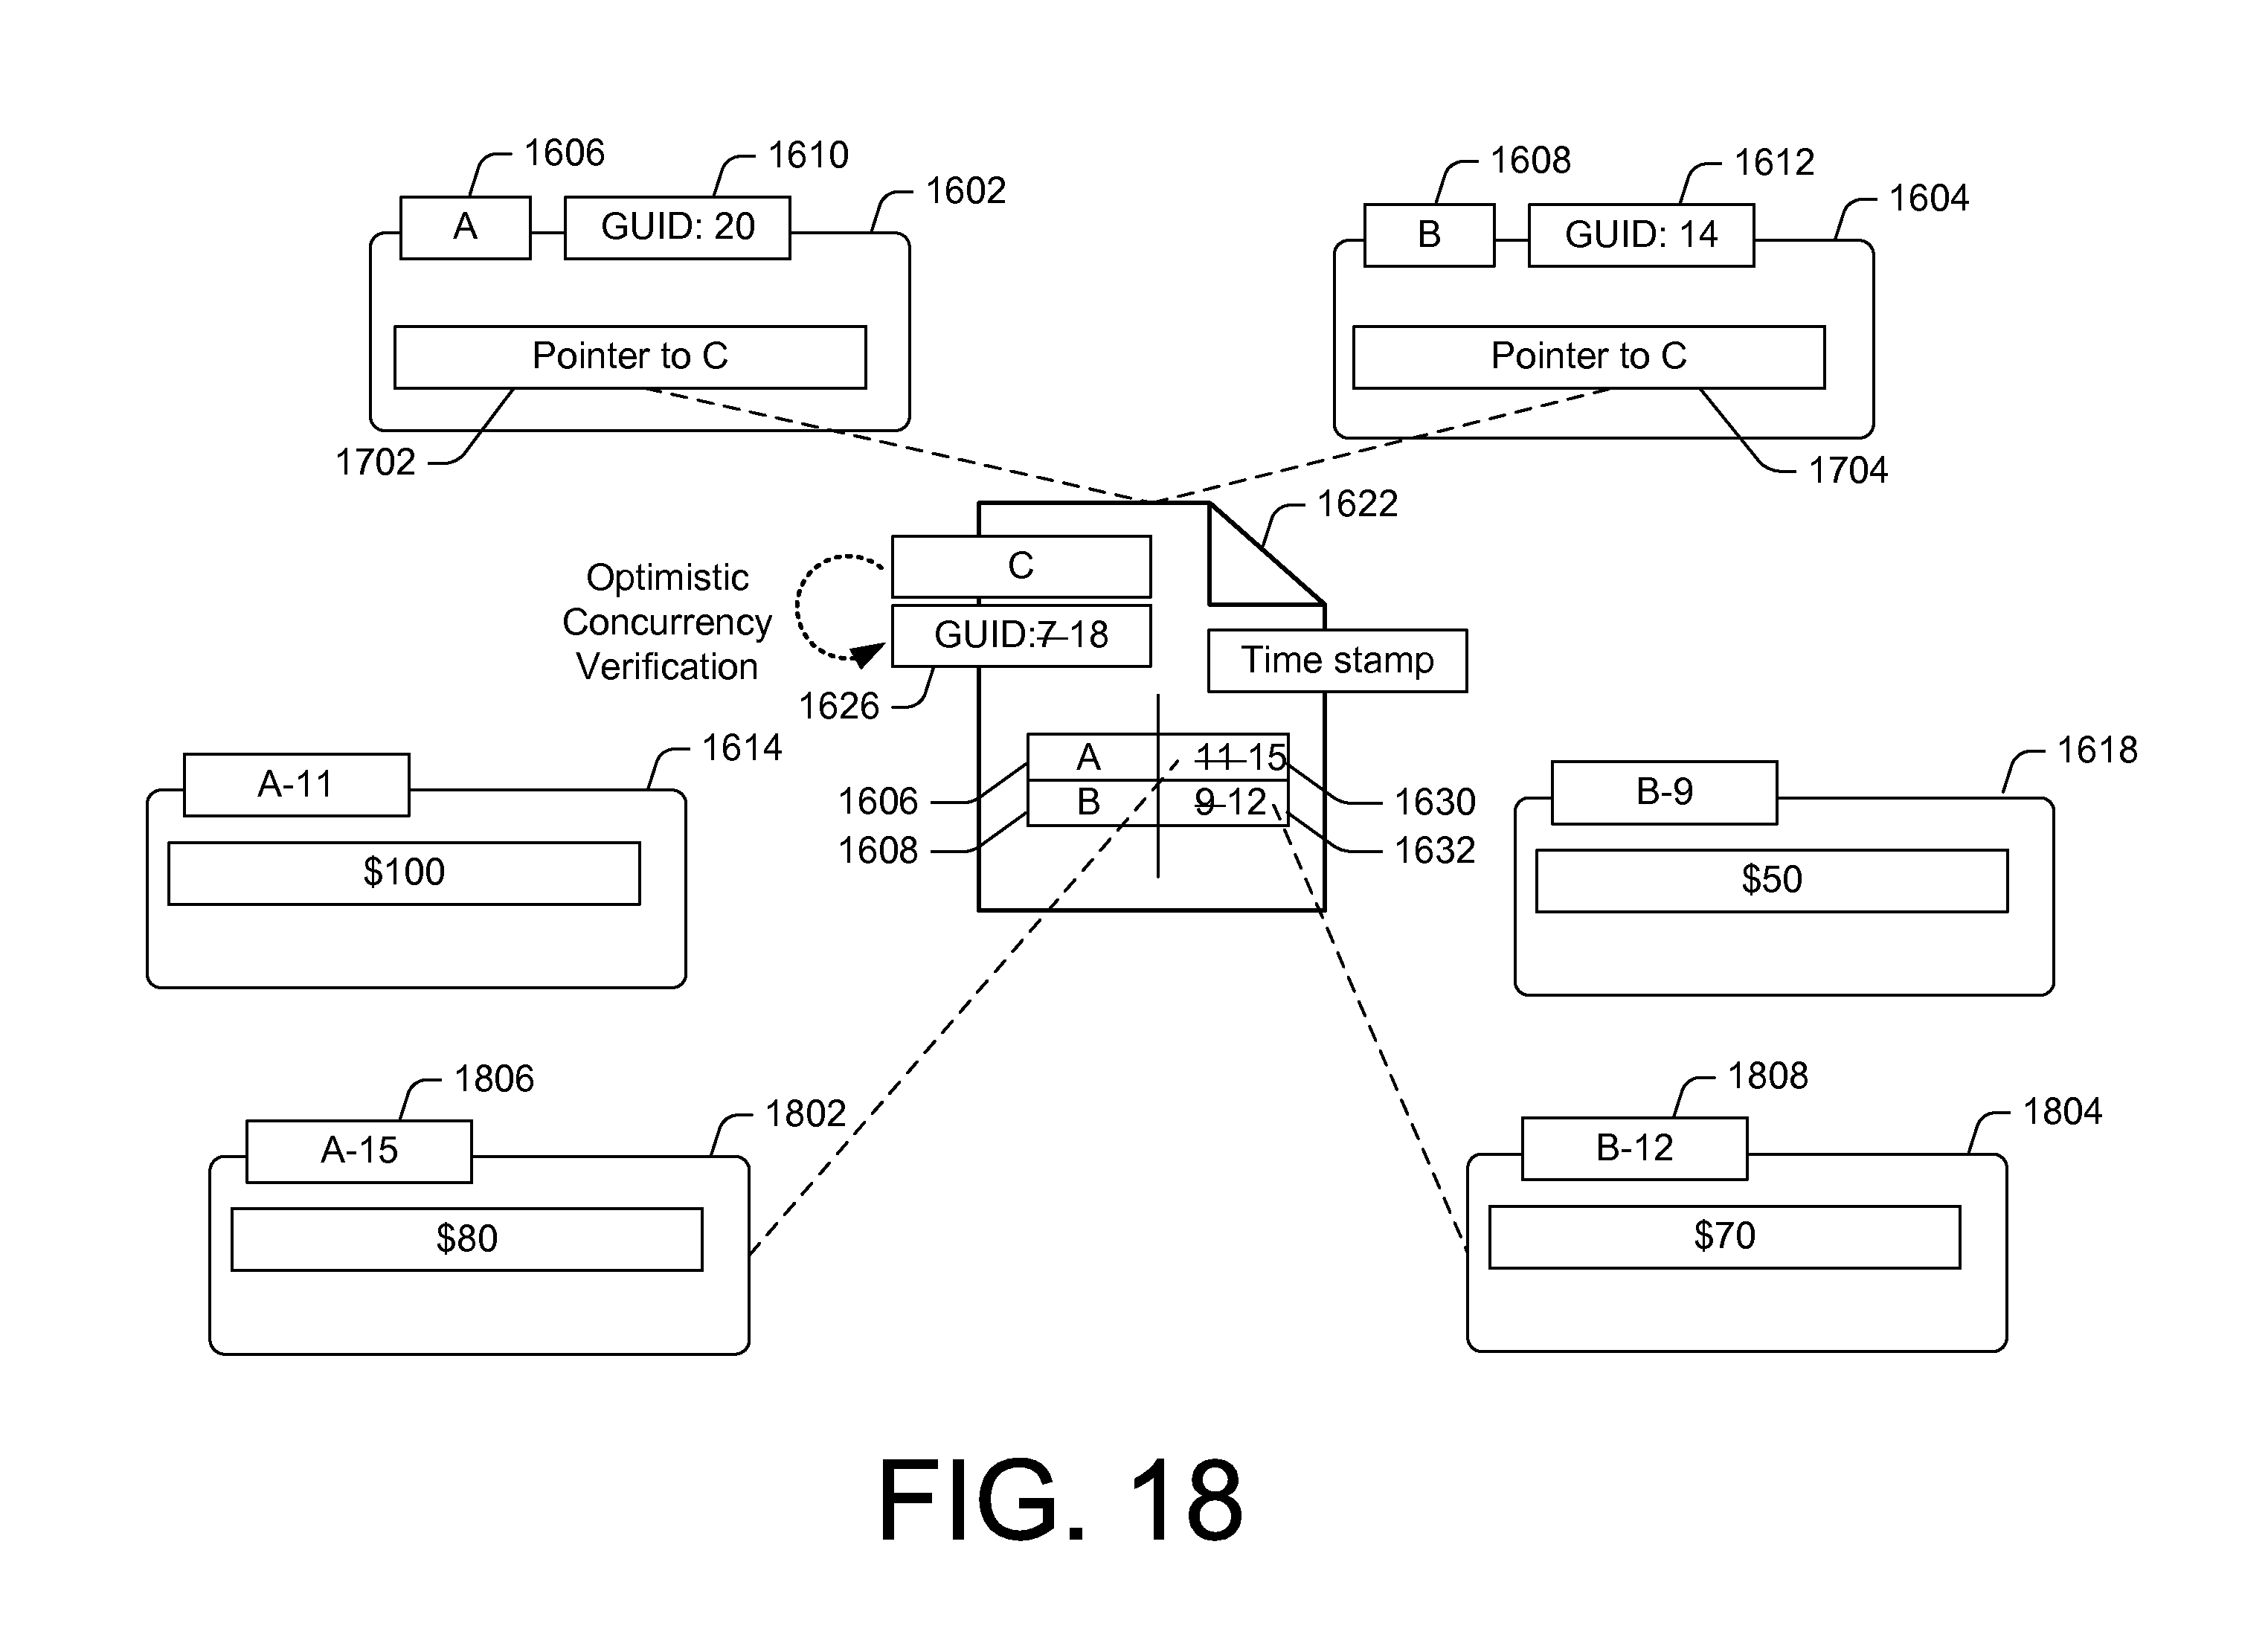 1606
1610
1602
A
GUID: 20
Pointer to C
1702
1608
1612
1604
B
GUID: 14
Pointer to C
1704
1622
C
Optimistic
Concurrency
Verification
GUID:7 18
1626
Time stamp
A
11 15
B
9 12
1606
1608
1630
1632
1614
A-11
$100
1618
B-9
$50
1806
1802
A-15
$80
1808
1804
B-12
$70
FIG. 18